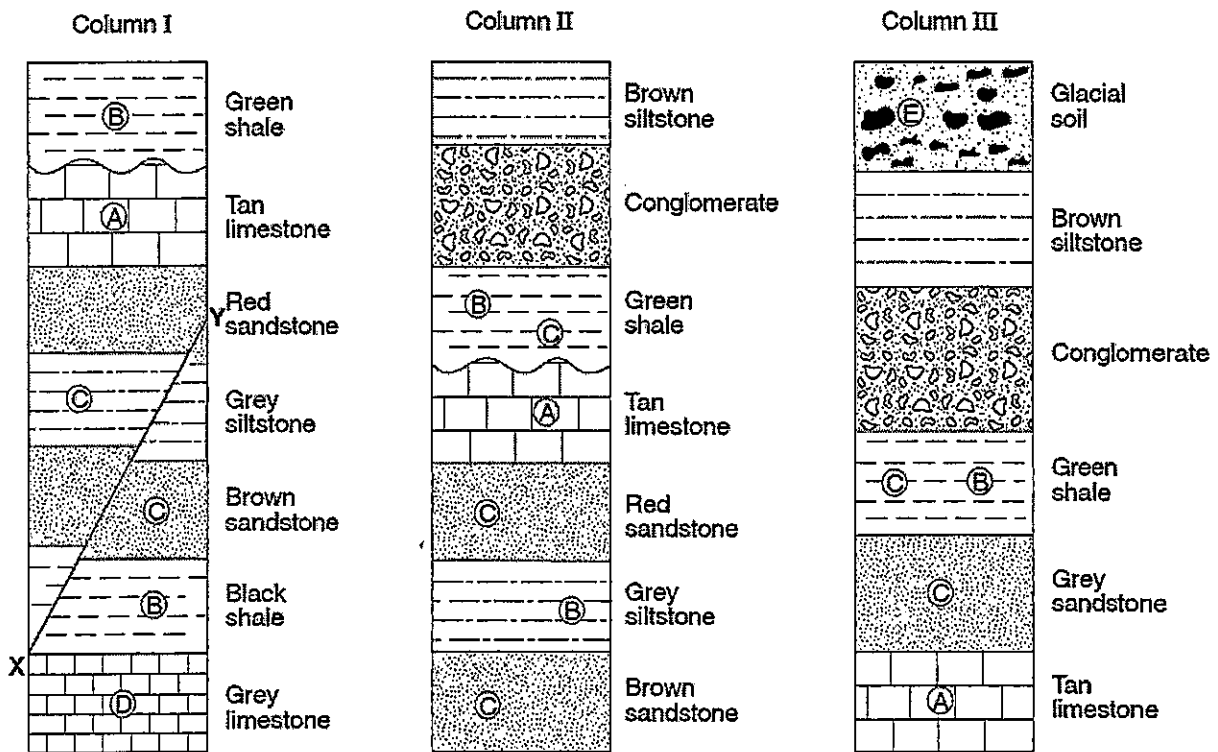 Column I
B
Green
shale
A
Tan
limestone
Red
sandstone
Y
C
Grey
siltstone
C
Brown
sandstone
B
Black
shale
X
D
Grey
limestone
Column II
Brown
siltstone
Conglomerate
B
C
Green
shale
A
Tan
limestone
C
Red
sandstone
B
Grey
siltstone
C
Brown
sandstone
Column III
E
Glacial
soil
Brown
siltstone
Conglomerate
C B
Green
shale
C
Grey
sandstone
A
Tan
limestone